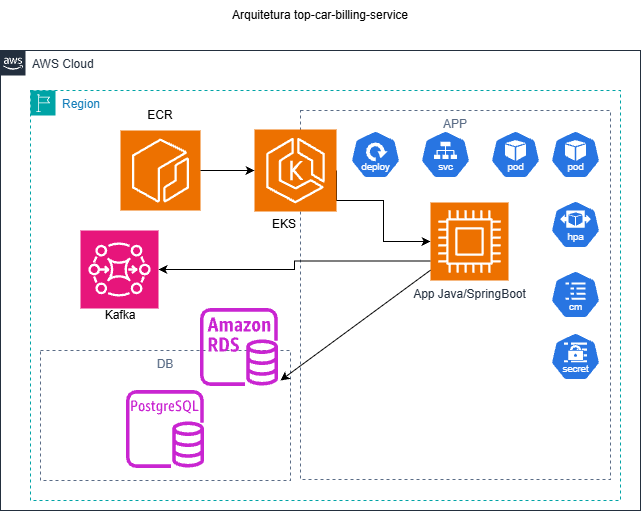 Arquitetura top-car-billing-service
aws
AWS Cloud
Region
ECR
APP
deploy
svc
pod
pod
K
EKS
hpa
App Java/SpringBoot
Kafka
cm
Amazon
RDS
DB
secret
PostgreSQL